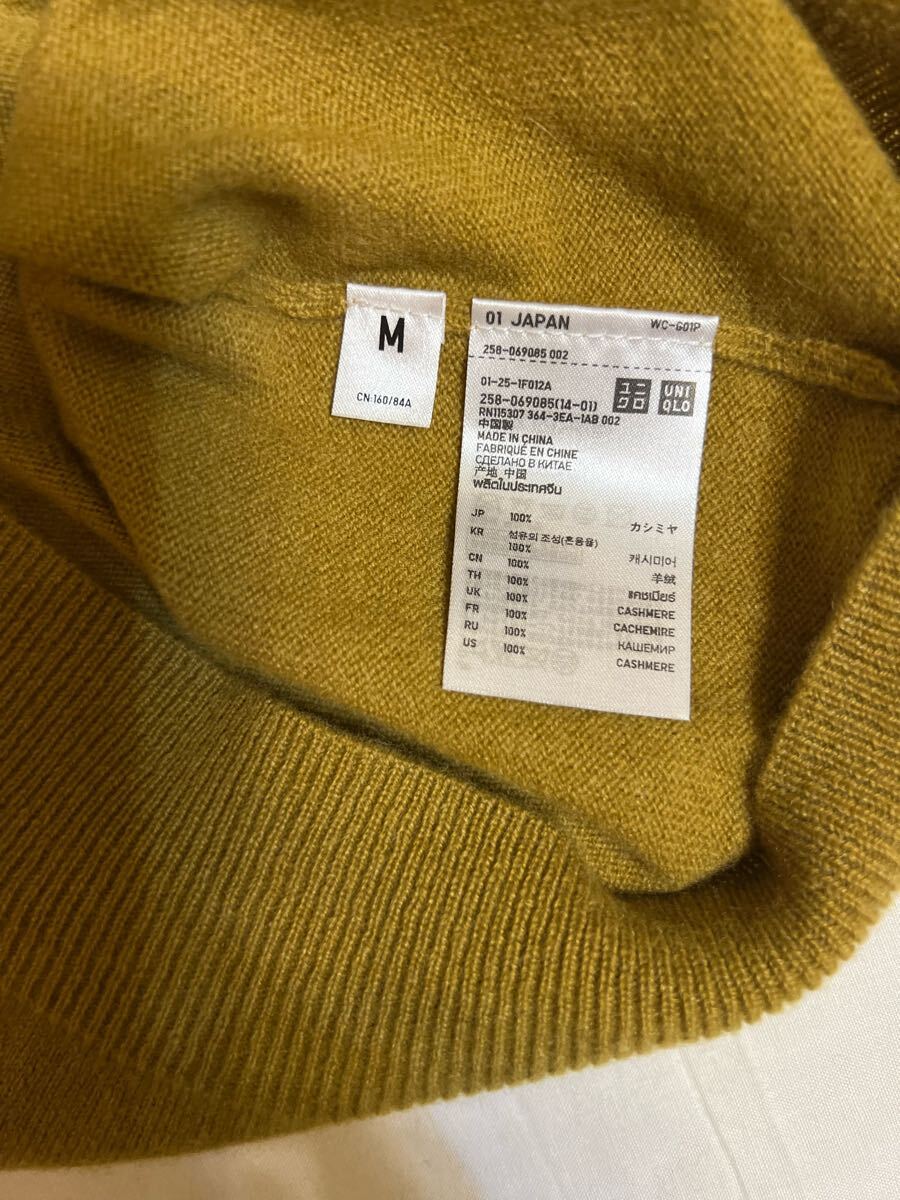 M
CN:160/84A
01 JAPAN WC-G01P
258-069085 002
01-25-1F012A
ユニクロ UNIQLO
258-069085(14-01)
RN115307 364-3EA-1AB 002
中国製
MADE IN CHINA
FABRIQUÉ EN CHINE
СДЕЛАНО В КИТАЕ
产地 中国
ผลิตในประเทศจีน
JP 100% カシミヤ
KR 섬유의 조성(혼용율)
100% 캐시미어
CN 100% 羊绒
TH 100% แคชเมียร์
UK 100% CASHMERE
FR 100% CACHEMIRE
RU 100% КАШЕМИР
US 100% CASHMERE